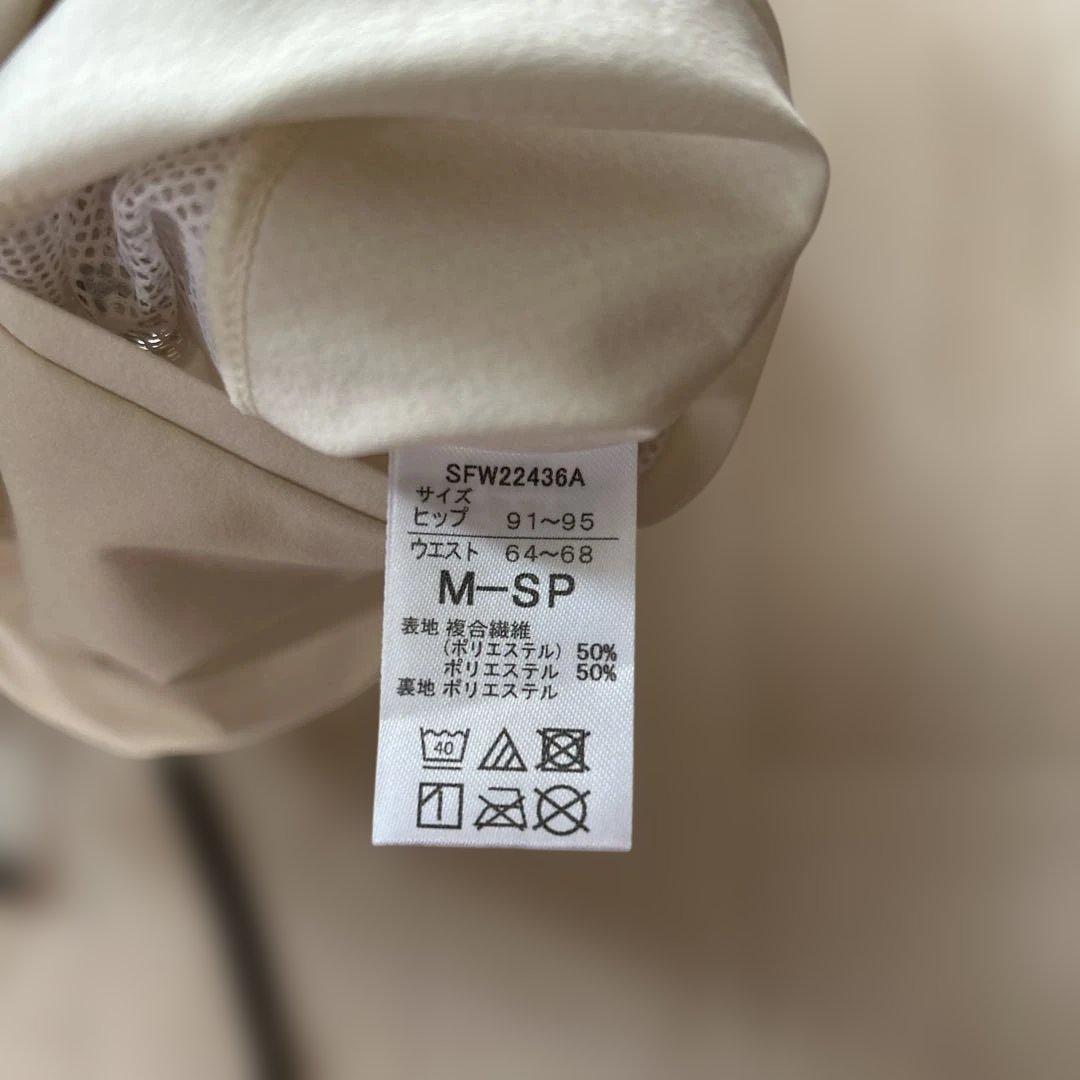 SFW22436A
サイズ
ヒップ 91～95
ウエスト 64～68
M－SP
表地 複合繊維
（ポリエステル） 50%
ポリエステル 50%
裏地 ポリエステル
40